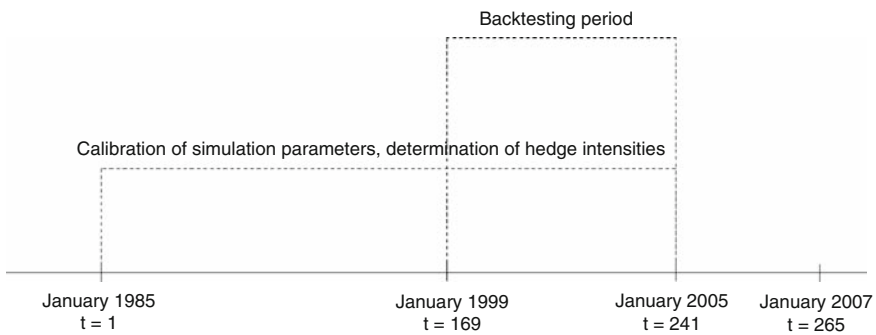 Backtesting period
Calibration of simulation parameters, determination of hedge intensities
January 1985
t = 1
January 1999
t = 169
January 2005
t = 241
January 2007
t = 265